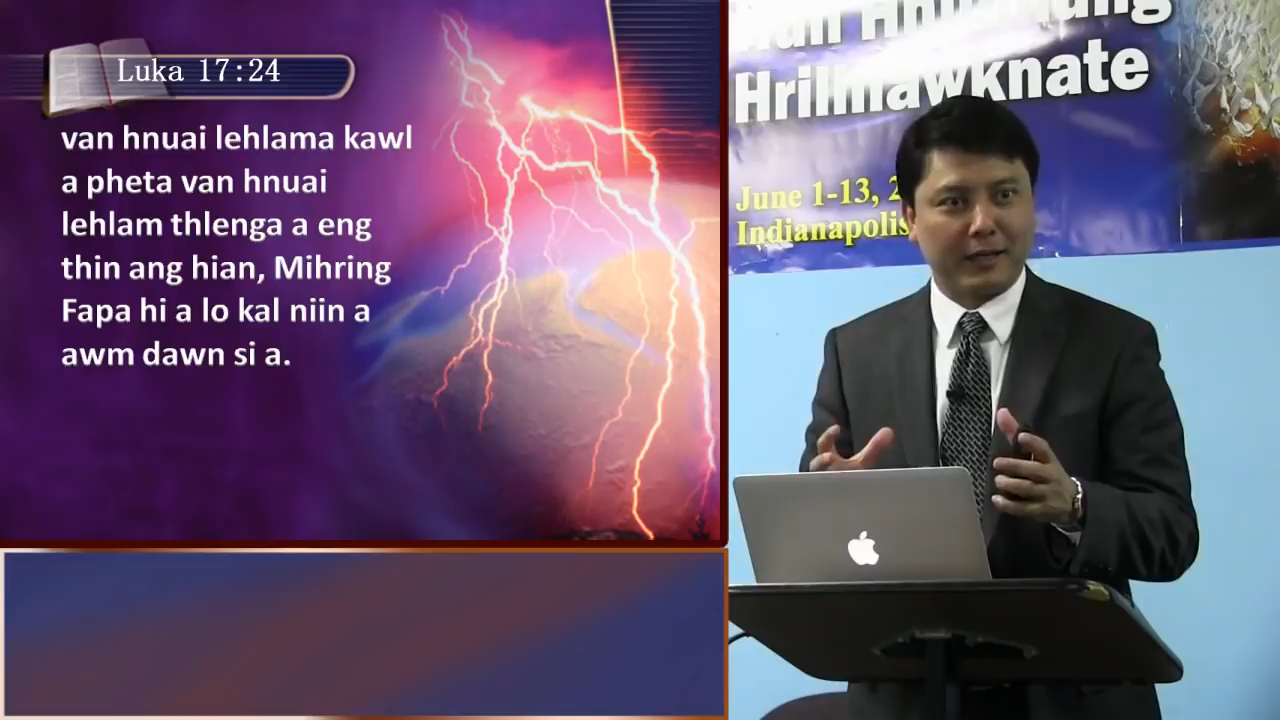 Luka 17:24
van hnuai lehlama kawl
a pheta van hnuai
lehlam thlenga a eng
thin ang hian, Mihring
Fapa hi a lo kal niin a
awm dawn si a.
Hrilhlawknate
June 1-13, 2
Indianapolis